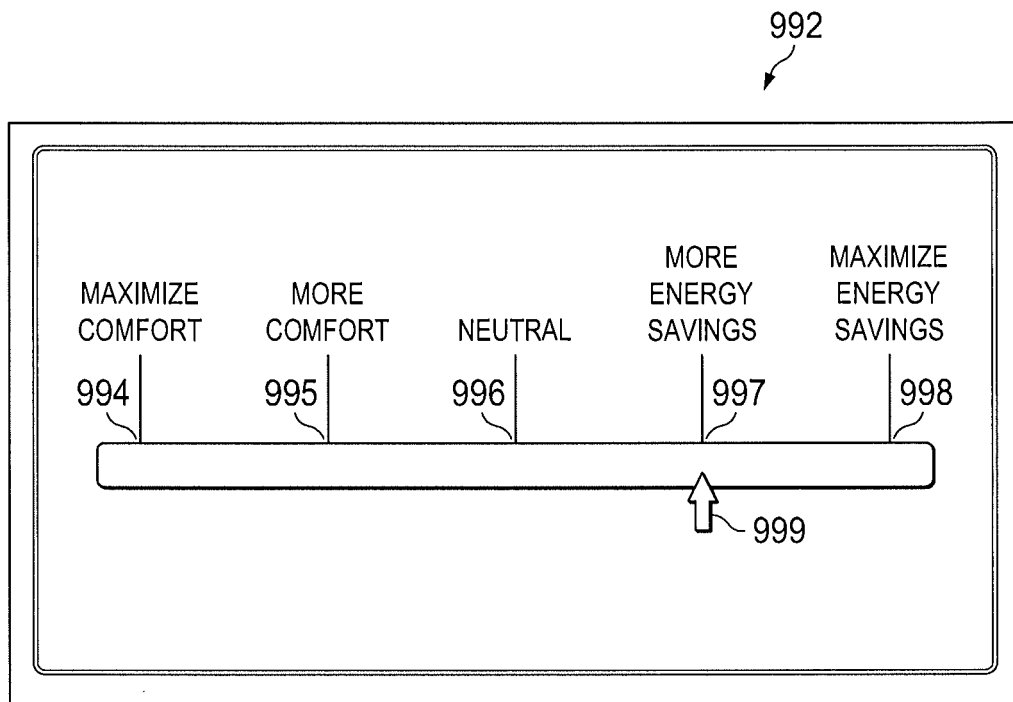 992
MORE MAXIMIZE
MAXIMIZE MORE ENERGY ENERGY
COMFORT COMFORT NEUTRAL SAVINGS SAVINGS
994 995 996 997 998
999